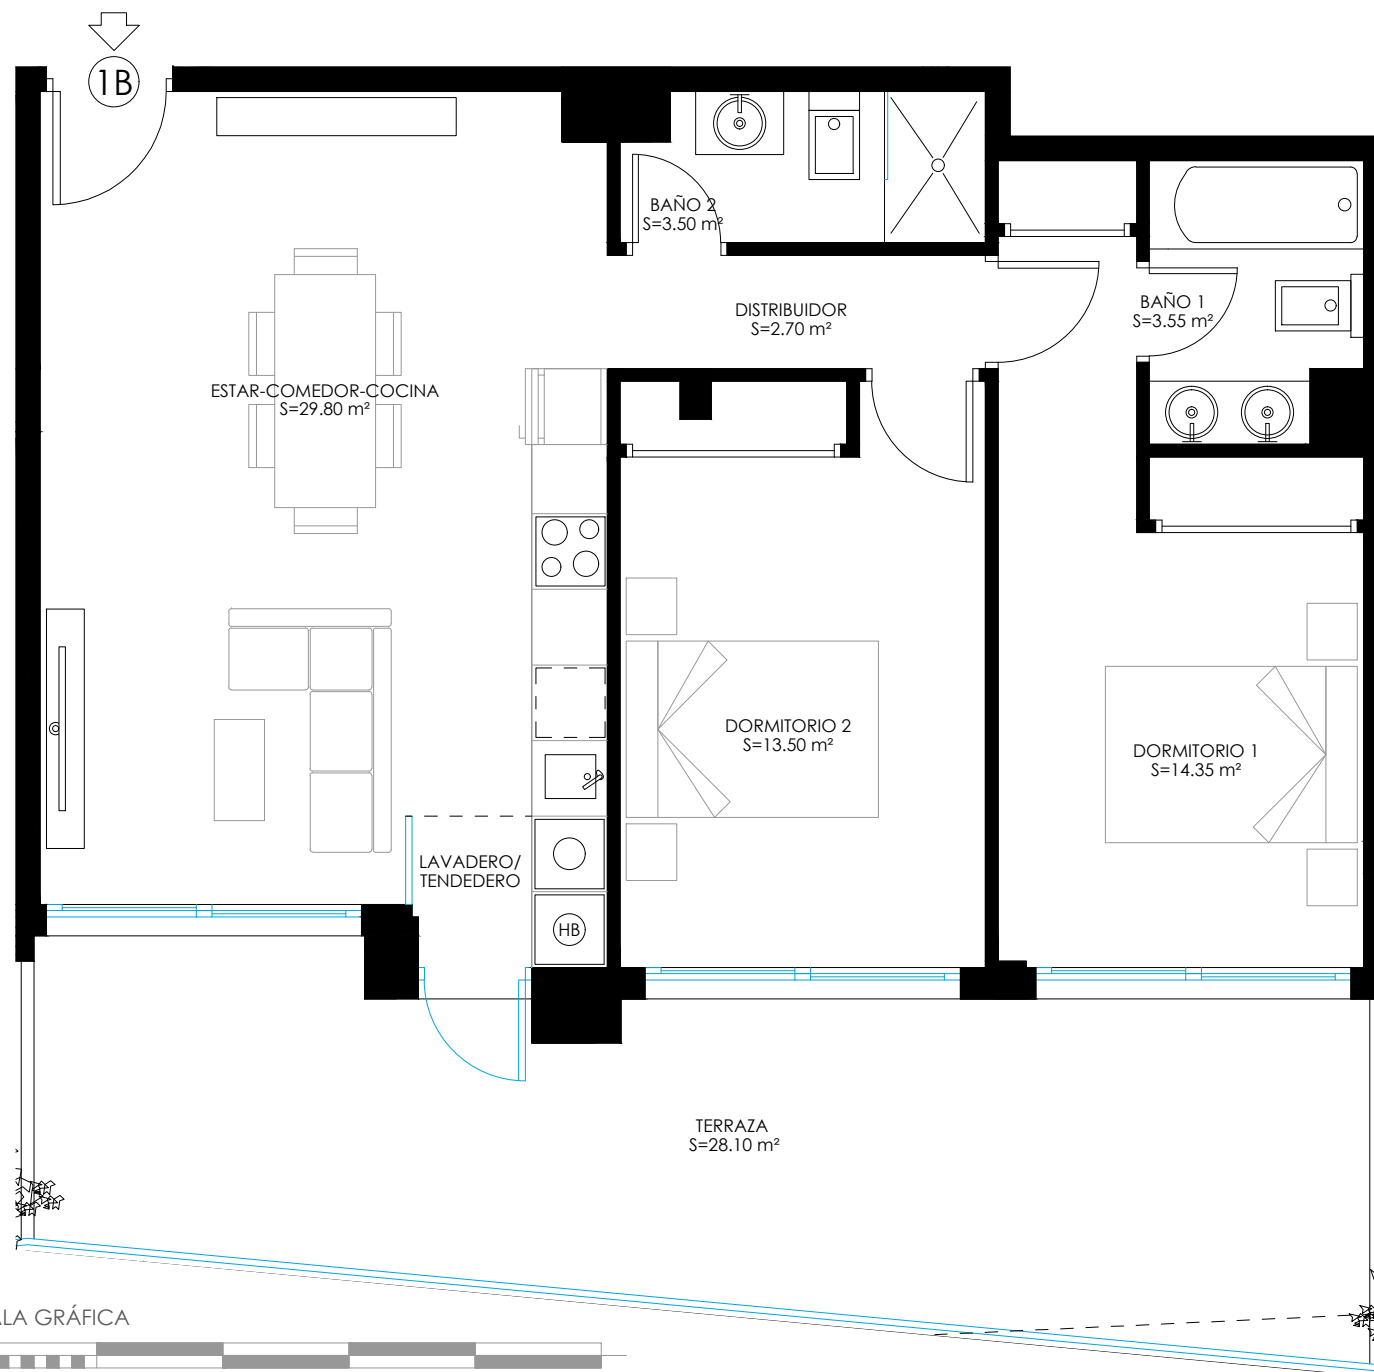 1B
BAÑO 2
S=3.50 m²
DISTRIBUIDOR
S=2.70 m²
BAÑO 1
S=3.55 m²
ESTAR-COMEDOR-COCINA
S=29.80 m²
DORMITORIO 2
S=13.50 m²
DORMITORIO 1
S=14.35 m²
LAVADERO/
TENDEDERO
HB
TERRAZA
S=28.10 m²
ALA GRÁFICA